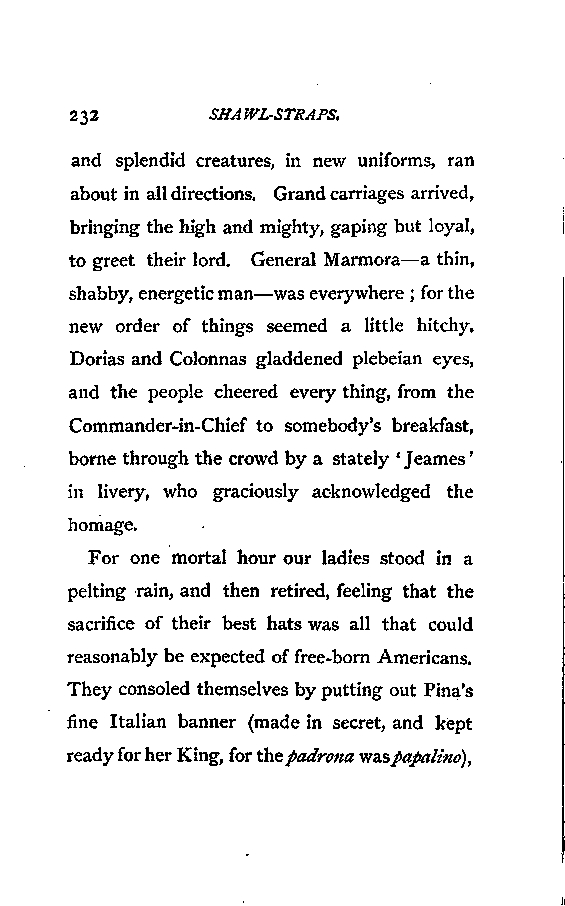 232 SHAWL-STRAPS.
and splendid creatures, in new uniforms, ran
about in all directions. Grand carriages arrived,
bringing the high and mighty, gaping but loyal,
to greet their lord. General Marmora—a thin,
shabby, energetic man—was everywhere ; for the
new order of things seemed a little hitchy.
Dorias and Colonnas gladdened plebeian eyes,
and the people cheered every thing, from the
Commander-in-Chief to somebody's breakfast,
borne through the crowd by a stately ‘Jeames’
in livery, who graciously acknowledged the
homage.
For one mortal hour our ladies stood in a
pelting rain, and then retired, feeling that the
sacrifice of their best hats was all that could
reasonably be expected of free-born Americans.
They consoled themselves by putting out Pina's
fine Italian banner (made in secret, and kept
ready for her King, for the padrona was papalino),